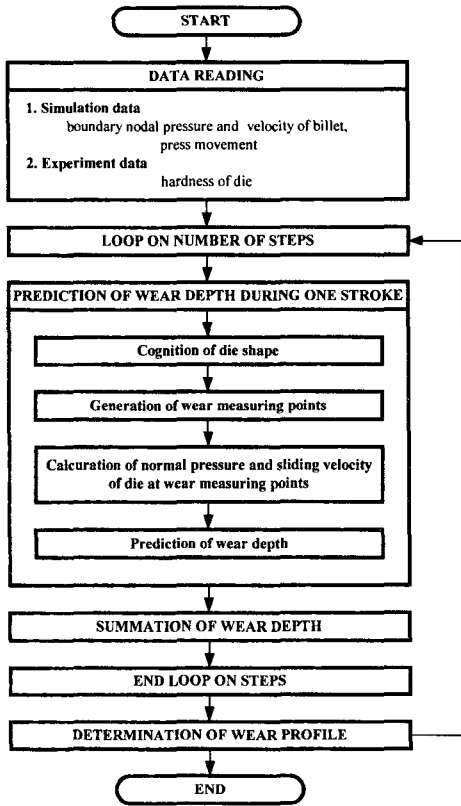 START
DATA READING
1. Simulation data
boundary nodal pressure and velocity of billet,
press movement
2. Experiment data
hardness of die
LOOP ON NUMBER OF STEPS
PREDICTION OF WEAR DEPTH DURING ONE STROKE
Cognition of die shape
Generation of wear measuring points
Calcuration of normal pressure and sliding velocity
of die at wear measuring points
Prediction of wear depth
SUMMATION OF WEAR DEPTH
END LOOP ON STEPS
DETERMINATION OF WEAR PROFILE
END